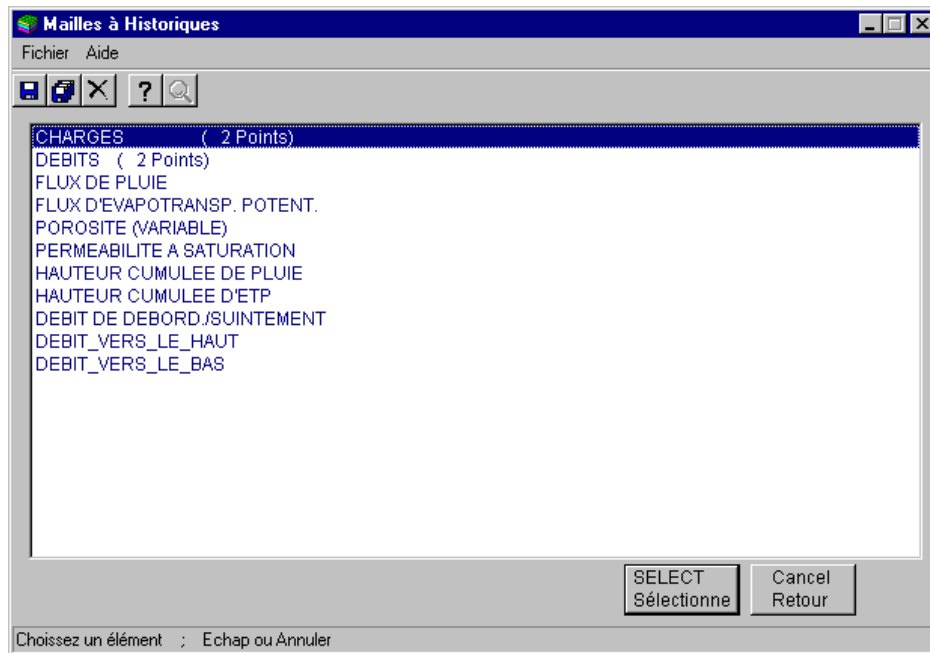 Mailles à Historiques
Fichier Aide
?
CHARGES ( 2 Points)
DEBITS ( 2 Points)
FLUX DE PLUIE
FLUX D'EVAPOTRANSP. POTENT.
POROSITE (VARIABLE)
PERMEABILITE A SATURATION
HAUTEUR CUMULEE DE PLUIE
HAUTEUR CUMULEE D'ETP
DEBIT DE DEBORD./SUINTEMENT
DEBIT_VERS_LE_HAUT
DEBIT_VERS_LE_BAS
SELECT Cancel
Sélectionne Retour
Choissez un élément ; Echap ou Annuler